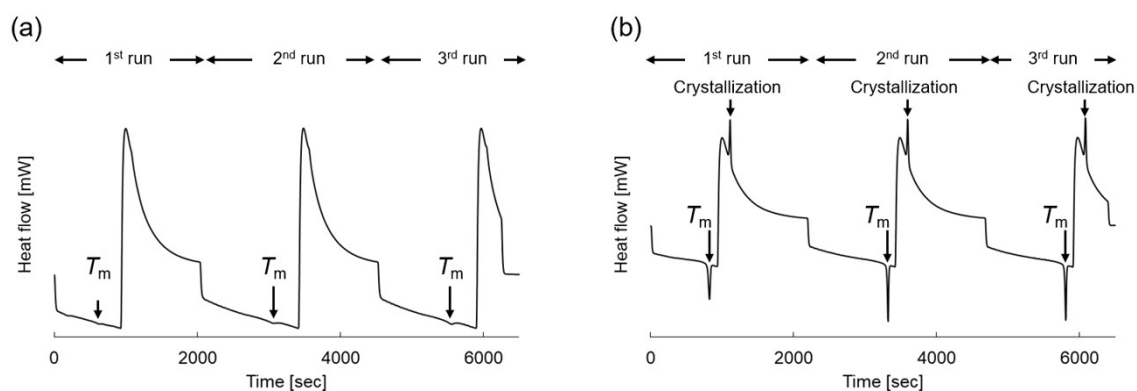 (a)
1st run
2nd run
3rd run
Heat flow [mW]
Tm
Tm
Tm
0
2000
4000
6000
Time [sec]
(b)
1st run
2nd run
3rd run
Crystallization
Crystallization
Crystallization
Heat flow [mW]
Tm
Tm
Tm
0
2000
4000
6000
Time [sec]